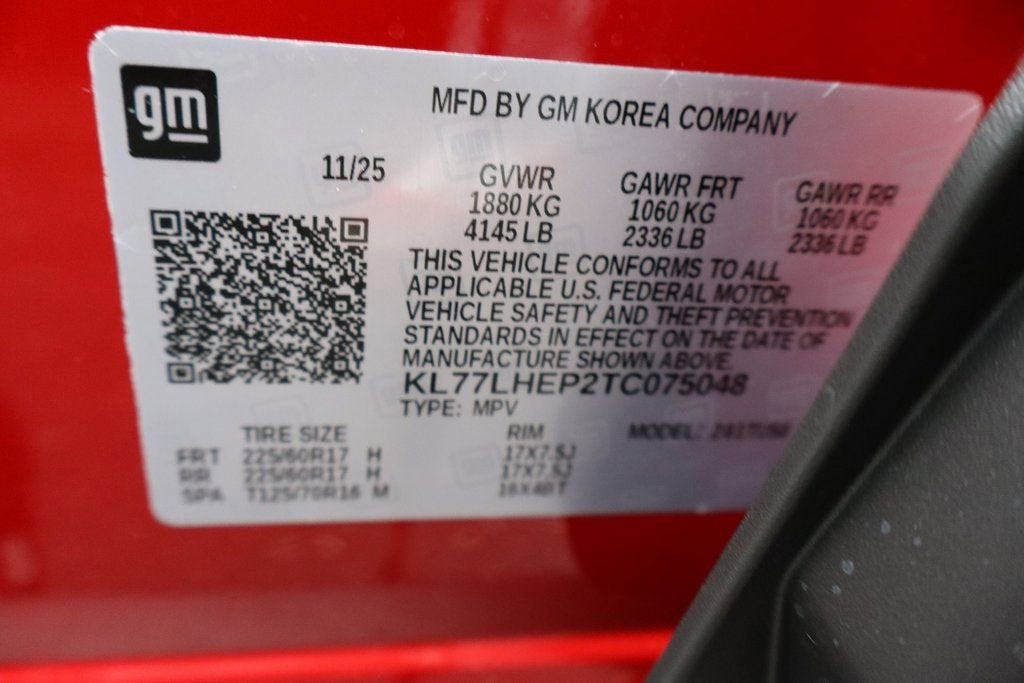 gm
MFD BY GM KOREA COMPANY
11/25 GVWR GAWR FRT GAWR RR
1880 KG 1060 KG 1060 KG
4145 LB 2336 LB 2336 LB
THIS VEHICLE CONFORMS TO ALL
APPLICABLE U.S. FEDERAL MOTOR
VEHICLE SAFETY AND THEFT PREVENTION
STANDARDS IN EFFECT ON THE DATE OF
MANUFACTURE SHOWN ABOVE.
KL77LHEP2TC075048
TYPE: MPV
TIRE SIZE RIM MODEL:
FRT 225/60R17 H 17X7.5J
RR 225/60R17 H 17X7.5J
SPA T125/70R16 M 16X4BT